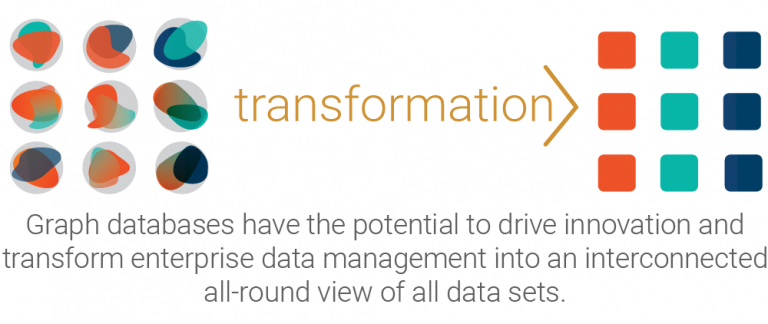 transformation
Graph databases have the potential to drive innovation and
transform enterprise data management into an interconnected
all-round view of all data sets.